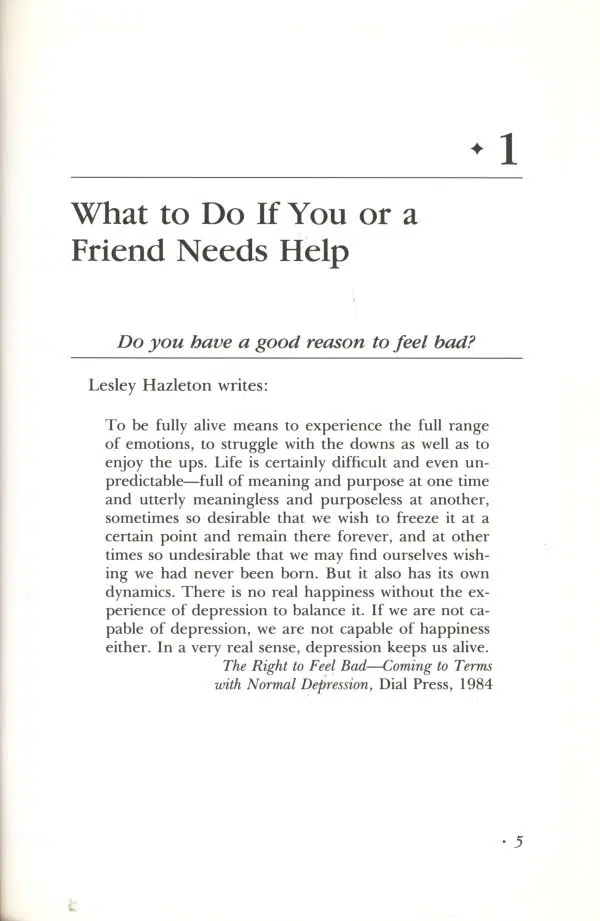 ✦ 1
What to Do If You or a
Friend Needs Help
Do you have a good reason to feel bad?
Lesley Hazleton writes:
To be fully alive means to experience the full range
of emotions, to struggle with the downs as well as to
enjoy the ups. Life is certainly difficult and even un-
predictable—full of meaning and purpose at one time
and utterly meaningless and purposeless at another,
sometimes so desirable that we wish to freeze it at a
certain point and remain there forever, and at other
times so undesirable that we may find ourselves wish-
ing we had never been born. But it also has its own
dynamics. There is no real happiness without the ex-
perience of depression to balance it. If we are not ca-
pable of depression, we are not capable of happiness
either. In a very real sense, depression keeps us alive.
The Right to Feel Bad—Coming to Terms
with Normal Depression, Dial Press, 1984
· 5